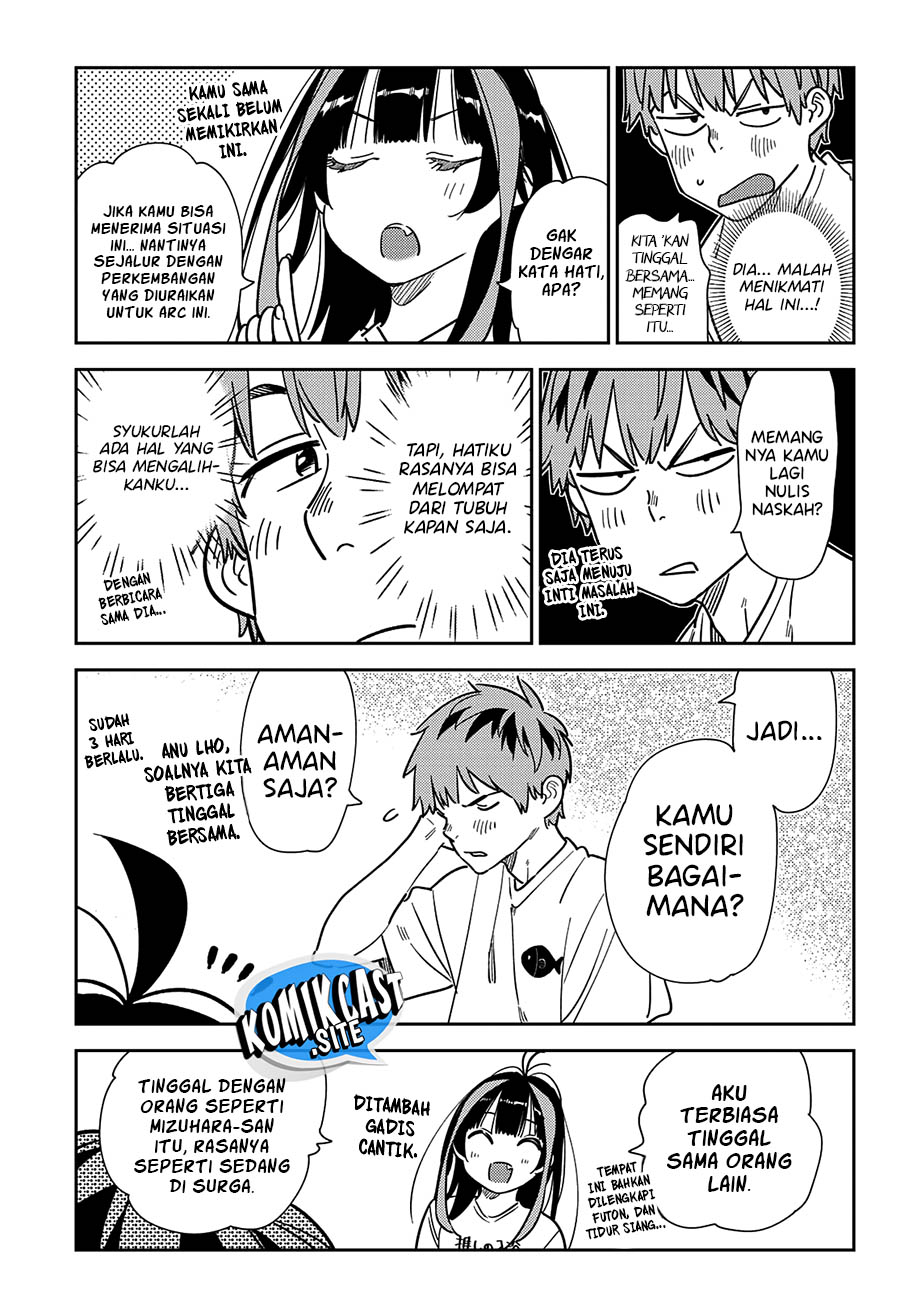 DIA... MALAH
MENIKMATI
HAL INI...!
KITA 'KAN
TINGGAL
BERSAMA...
MEMANG
SEPERTI
ITU...
GAK
DENGAR
KATA HATI,
APA?
KAMU SAMA
SEKALI BELUM
MEMIKIRKAN
INI.
JIKA KAMU BISA
MENERIMA SITUASI
INI... NANTINYA
SEJALUR DENGAN
PERKEMBANGAN
YANG DIURAIKAN
UNTUK ARC INI.
MEMANG
NYA KAMU
LAGI
NULIS
NASKAH?
DIA TERUS
SAJA MENUJU
INTI MASALAH
INI.
TAPI, HATIKU
RASANYA BISA
MELOMPAT
DARI TUBUH
KAPAN SAJA.
SYUKURLAH
ADA HAL YANG
BISA MENGALIH-
KANKU...
DENGAN
BERBICARA
SAMA DIA...
JADI...
KAMU
SENDIRI
BAGAI-
MANA?
AMAN-
AMAN
SAJA?
ANU LHO,
SOALNYA KITA
BERTIGA
TINGGAL
BERSAMA.
SUDAH
3 HARI
BERLALU.
KOMIKCAST
.SITE
AKU
TERBIASA
TINGGAL
SAMA ORANG
LAIN.
TEMPAT
INI BAHKAN
DILENGKAPI
FUTON, DAN
TIDUR SIANG...
DITAMBAH
GADIS
CANTIK.
TINGGAL DENGAN
ORANG SEPERTI
MIZUHARA-SAN
ITU, RASANYA
SEPERTI SEDANG
DI SURGA.